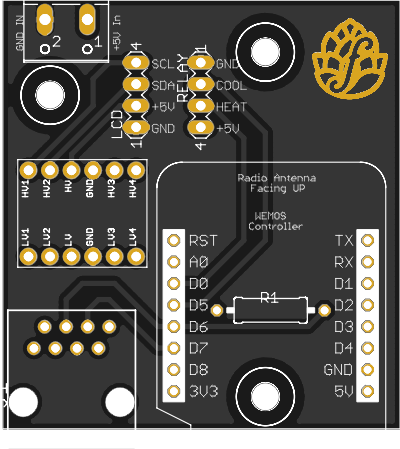 GND IN
2
1
+5V In
4
SCL
SDA
+5V
GND
LCD
1
RELAY
1
GND
COOL
HEAT
+5V
4
HV1
HV2
HV
GND
HV3
HV4
LV1
LV2
LV
GND
LV3
LV4
Radio Antenna
Facing UP
WEMOS
Controller
RST
A0
D0
D5
D6
D7
D8
3V3
R1
TX
RX
D1
D2
D3
D4
GND
5V